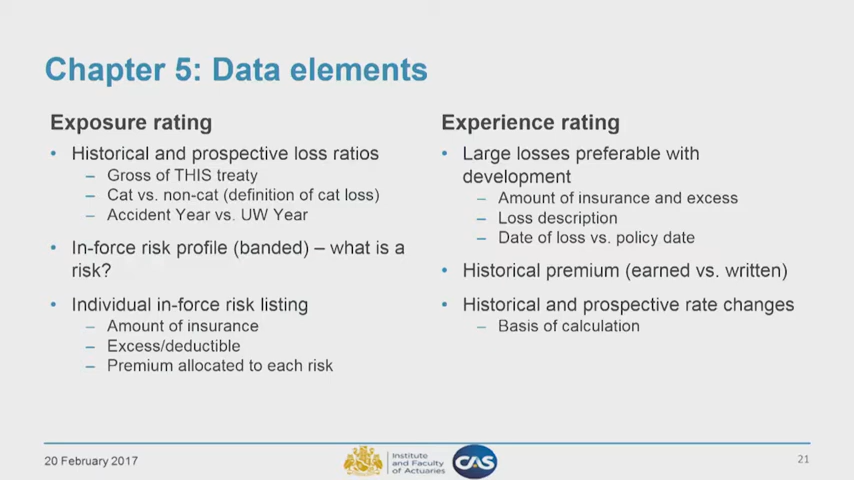 Chapter 5: Data elements
Exposure rating
• Historical and prospective loss ratios
– Gross of THIS treaty
– Cat vs. non-cat (definition of cat loss)
– Accident Year vs. UW Year
• In-force risk profile (banded) – what is a
risk?
• Individual in-force risk listing
– Amount of insurance
– Excess/deductible
– Premium allocated to each risk
Experience rating
• Large losses preferable with
development
– Amount of insurance and excess
– Loss description
– Date of loss vs. policy date
• Historical premium (earned vs. written)
• Historical and prospective rate changes
– Basis of calculation
20 February 2017
Institute
and Faculty
of Actuaries
CAS
21